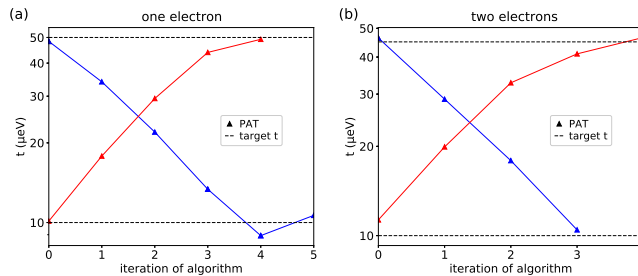 (a)
one electron
50
40
30
20
10
t (μeV)
PAT
target t
0 1 2 3 4 5
iteration of algorithm
(b)
two electrons
50
40
30
20
10
t (μeV)
PAT
target t
0 1 2 3
iteration of algorithm